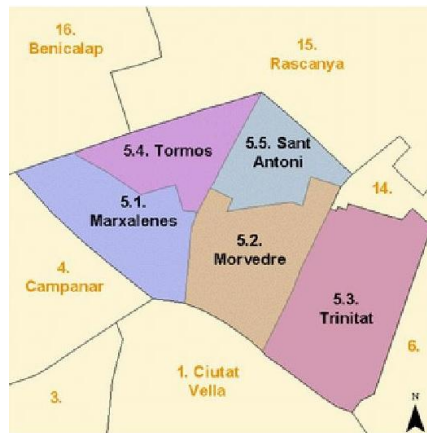 16.
Benicalap
15.
Rascanya
5.4. Tormos
5.5. Sant
Antoni
14.
5.1.
Marxalenes
5.2.
Morvedre
4.
Campanar
5.3.
Trinitat
6.
1. Ciutat
Vella
3.
N